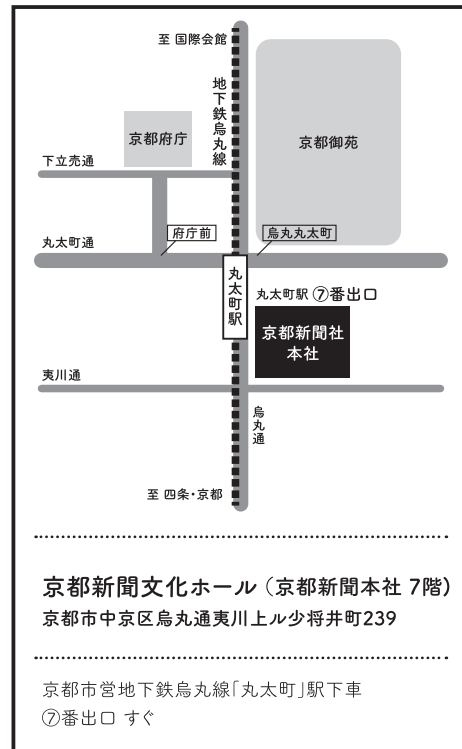 至 国際会館
地下鉄烏丸線
京都府庁
京都御苑
下立売通
府庁前
烏丸丸太町
丸太町通
丸太町駅
丸太町駅 ⑦番出口
京都新聞社
本社
夷川通
烏丸通
至 四条・京都
京都新聞文化ホール（京都新聞本社 7階）
京都市中京区烏丸通夷川上ル少将井町239
京都市営地下鉄烏丸線「丸太町」駅下車
⑦番出口 すぐ